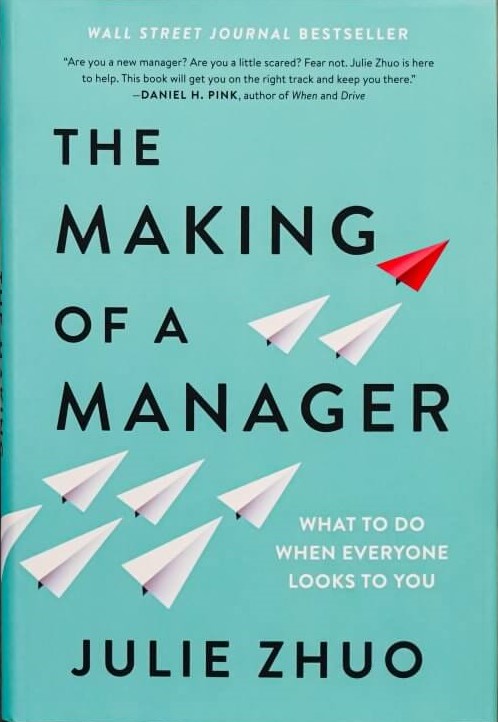 WALL STREET JOURNAL BESTSELLER
"Are you a new manager? Are you a little scared? Fear not. Julie Zhuo is here
to help. This book will get you on the right track and keep you there."
—DANIEL H. PINK, author of When and Drive
THE
MAKING
OF A
MANAGER
WHAT TO DO
WHEN EVERYONE
LOOKS TO YOU
JULIE ZHUO